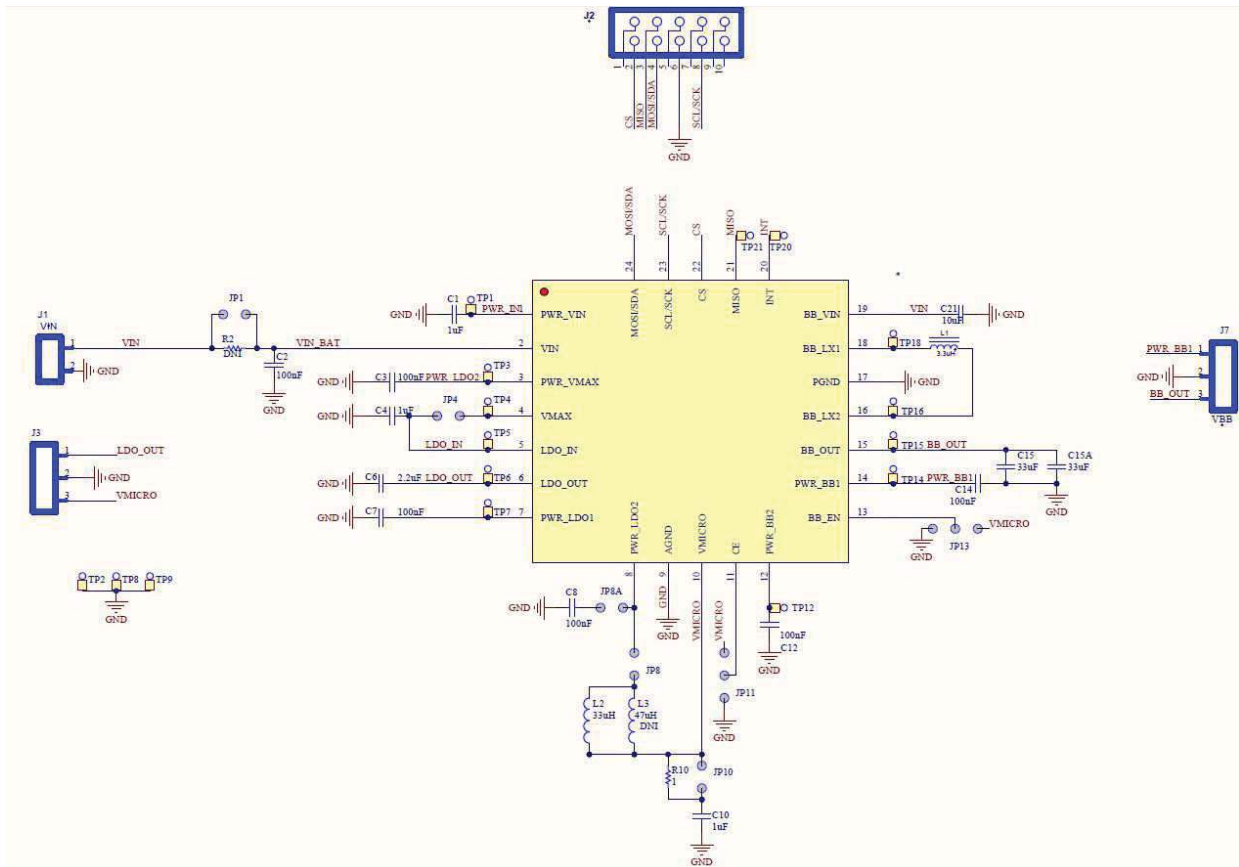 J2
1
2
3
4
5
6
7
8
9
10
CS
MISO
MOSI/SDA
SCL/SCK
GND
MOSI/SDA
SCL/SCK
CS
MISO
INT
TP21
TP20
24
23
22
21
20
MOSI/SDA
SCL/SCK
CS
MISO
INT
J1
VIN
1
2
GND
VIN
JP1
R2
DNI
VIN_BAT
C2
100nF
GND
GND
C1
1uF
TP1
PWR_IN1
PWR_VIN
2
VIN
GND
C3
100nF
PWR_LDO2
TP3
3
PWR_VMAX
GND
C4
1uF
JP4
TP4
4
VMAX
LDO_IN
TP5
5
LDO_IN
GND
C6
2.2uF
LDO_OUT
TP6
6
LDO_OUT
GND
C7
100nF
TP7
7
PWR_LDO1
J3
1
LDO_OUT
2
GND
3
VMICRO
TP2
TP8
TP9
GND
BB_VIN
19
VIN
C21
10uF
GND
BB_LX1
18
TP18
L1
3.3uH
PGND
17
GND
BB_LX2
16
TP16
BB_OUT
15
TP15
BB_OUT
C15
33uF
C15A
33uF
GND
PWR_BB1
14
TP14
PWR_BB1
C14
100nF
BB_EN
13
VMICRO
JP13
GND
J7
PWR_BB1
1
GND
2
BB_OUT
3
VBB
PWR_LDO2
AGND
VMICRO
CE
PWR_BB2
8
9
10
11
12
GND
C8
100nF
JP8A
GND
GND
VMICRO
VMICRO
TP12
100nF
C12
GND
JP8
JP11
GND
L2
33uH
L3
47uH
DNI
R10
1
JP10
C10
1uF
GND